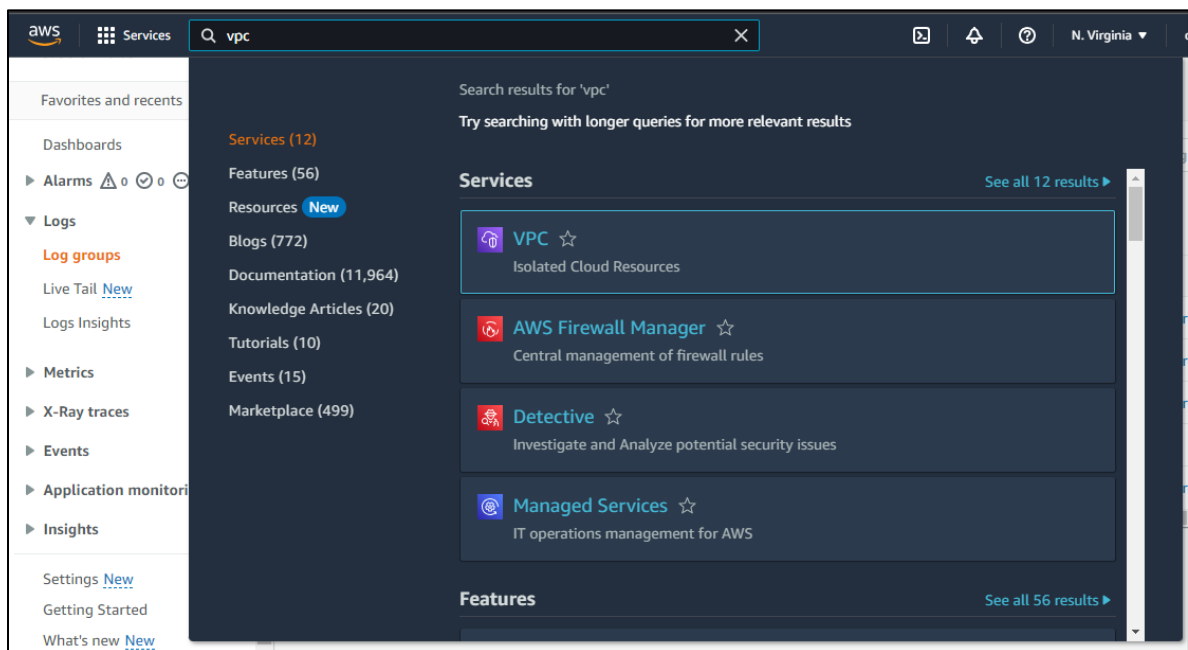 aws
Services
vpc
N. Virginia
Favorites and recents
Dashboards
Alarms 0 0
Logs
Log groups
Live Tail New
Logs Insights
Metrics
X-Ray traces
Events
Application monitori
Insights
Settings New
Getting Started
What's new New
Services (12)
Features (56)
Resources New
Blogs (772)
Documentation (11,964)
Knowledge Articles (20)
Tutorials (10)
Events (15)
Marketplace (499)
Search results for 'vpc'
Try searching with longer queries for more relevant results
Services See all 12 results
VPC
Isolated Cloud Resources
AWS Firewall Manager
Central management of firewall rules
Detective
Investigate and Analyze potential security issues
Managed Services
IT operations management for AWS
Features See all 56 results